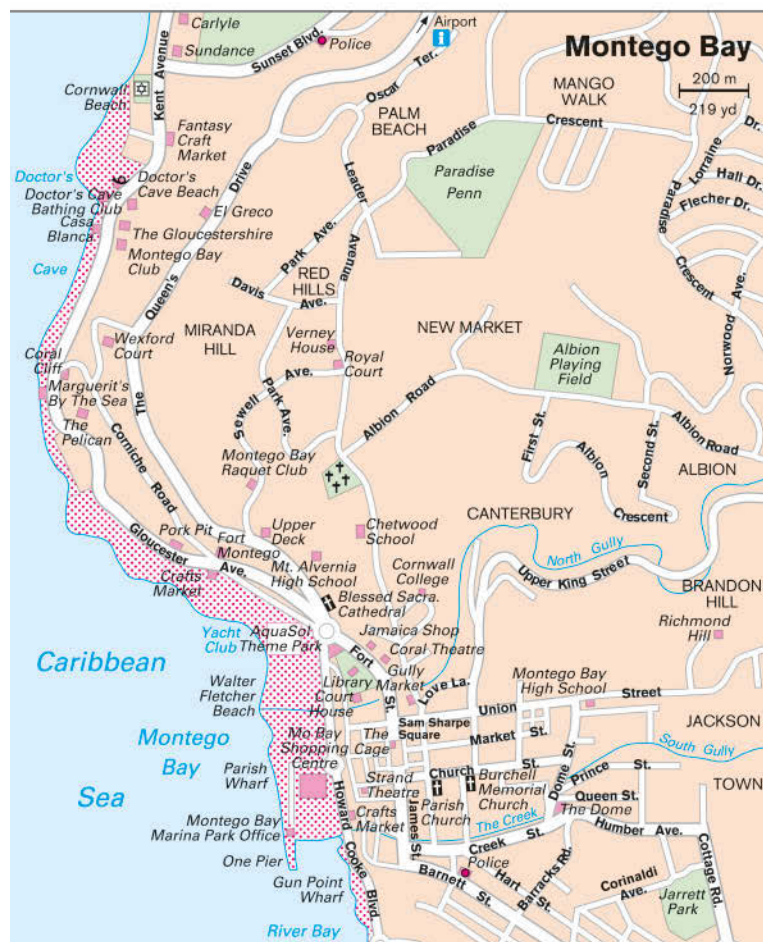 Montego Bay
200 m
219 yd
Airport
Carlyle
Sundance
Police
Sunset Blvd.
Kent Avenue
Cornwall
Beach
Oscar Ter.
PALM
BEACH
MANGO
WALK
Crescent
Paradise
Paradise
Penn
Leader
Avenue
Fantasy
Craft
Market
Doctor's
Cave
Doctor's
Cave Beach
Doctor's Cave
Bathing Club
Casa
Blanca
El Greco
The Gloucestershire
Montego Bay
Club
The Queen's Drive
Paradise
Crescent
Lorraine Dr.
Hall Dr.
Flecher Dr.
Norwood Ave.
Park Ave.
RED
HILLS
Davis Ave.
MIRANDA
HILL
Verney
House
Royal
Court
NEW MARKET
Albion
Playing
Field
Wexford
Court
Coral
Cliff
Marguerit's
By The Sea
The
Pelican
Corniche Road
Sewell Ave.
Park Ave.
Albion Road
Albion Road
First St.
Second St.
Albion
Crescent
ALBION
Montego Bay
Raquet Club
Upper
Deck
Chetwood
School
CANTERBURY
North Gully
Upper King Street
BRANDON
HILL
Richmond
Hill
Pork Pit
Fort
Montego
Gloucester
Ave.
Crafts
Market
Mt. Alvernia
High School
Cornwall
College
Blessed Sacra.
Cathedral
Yacht
Club
AquaSol
Theme Park
Jamaica Shop
Coral Theatre
Fort
St.
Gully
Market
Love La.
Library
Court
House
Walter
Fletcher
Beach
Caribbean
Sea
Montego
Bay
Montego Bay
High School
Union Street
Sam Sharpe
Square
Market St.
JACKSON
TOWN
South Gully
Mo Bay
Shopping
Centre
The
Cage
Church St.
Burchell
Memorial
Church
Dome St.
Prince St.
Queen St.
The Dome
Parish
Wharf
Strand
Theatre
Crafts
Market
Parish
Church
The Creek
Creek St.
Humber Ave.
Montego Bay
Marina Park Office
One Pier
Howard Cooke Blvd
James St.
Police
Barnett St.
Hart St.
Barracks Rd.
Corinaldi
Ave.
Cottage Rd.
Jarrett
Park
Gun Point
Wharf
River Bay